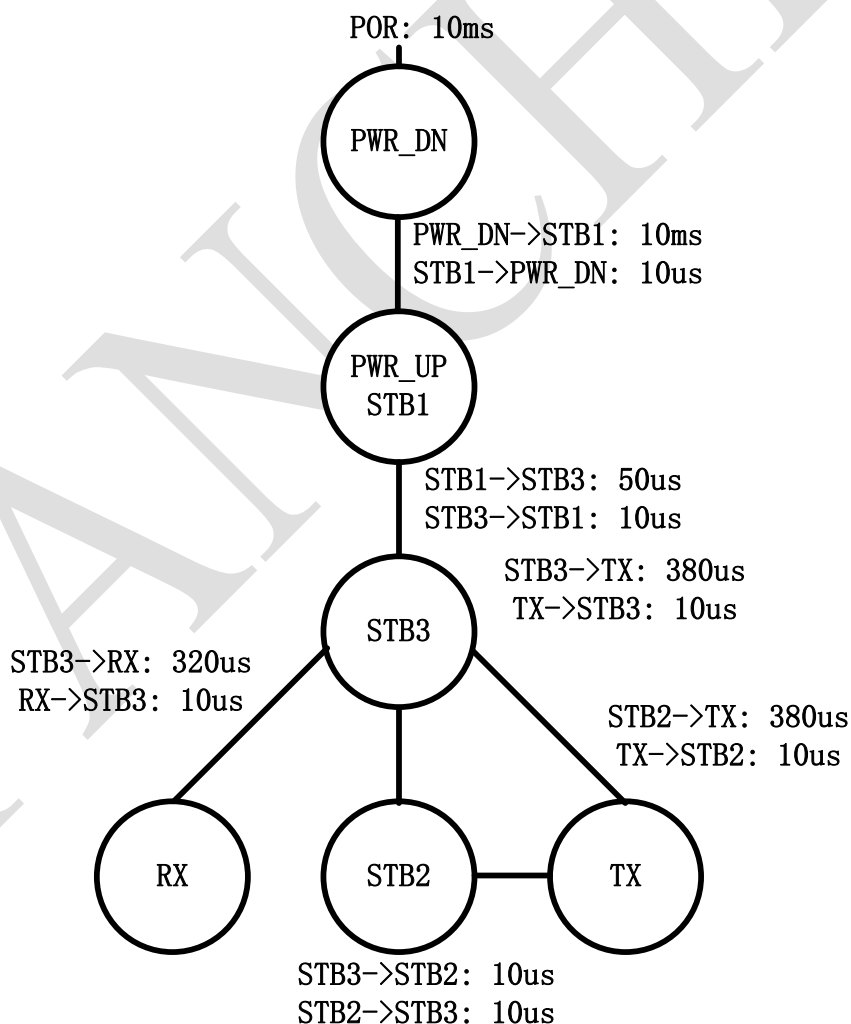 POR: 10ms
PWR_DN
PWR_DN->STB1: 10ms
STB1->PWR_DN: 10us
PWR_UP
STB1
STB1->STB3: 50us
STB3->STB1: 10us
STB3->TX: 380us
TX->STB3: 10us
STB3
STB3->RX: 320us
RX->STB3: 10us
STB2->TX: 380us
TX->STB2: 10us
RX
STB2
TX
STB3->STB2: 10us
STB2->STB3: 10us